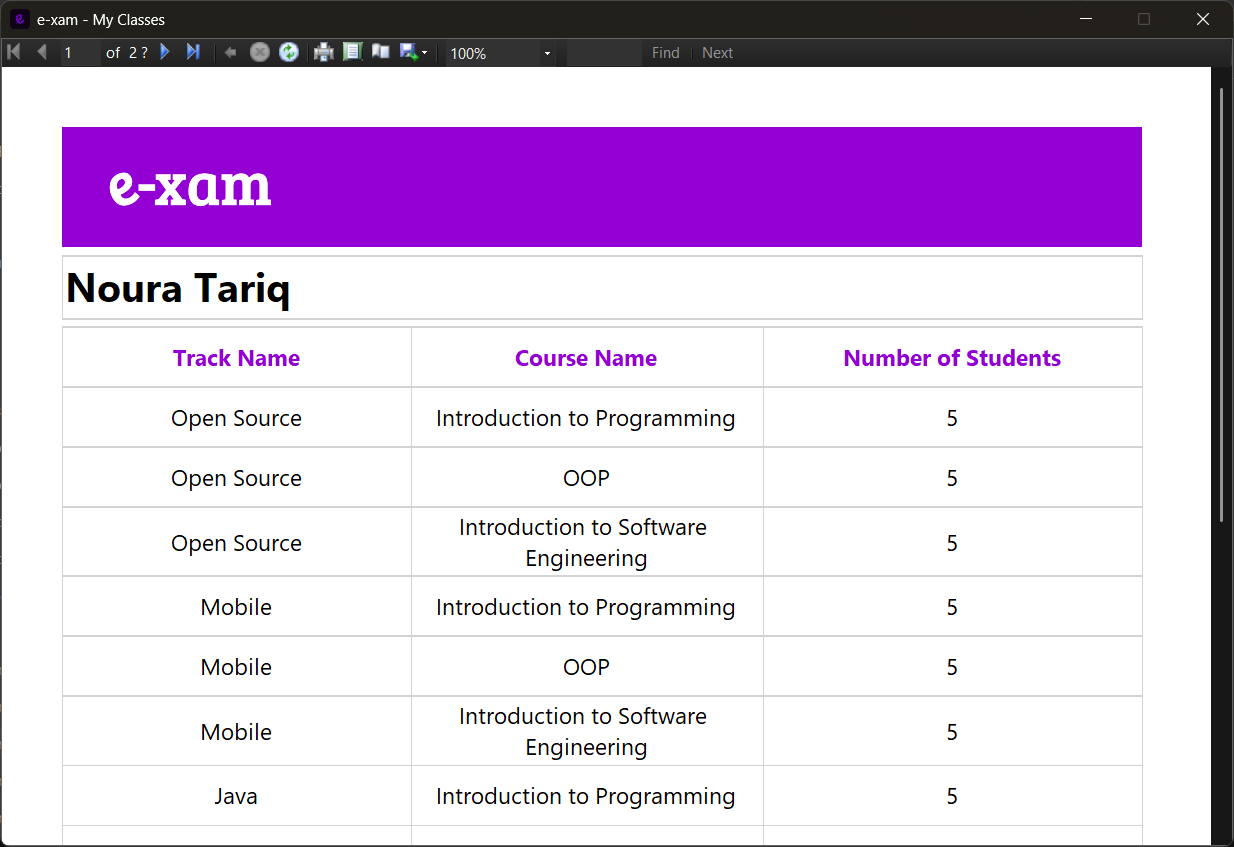 e-xam - My Classes
1 of 2 ? 100% Find Next
e-xam
Noura Tariq
Track Name Course Name Number of Students
Open Source Introduction to Programming 5
Open Source OOP 5
Open Source Introduction to Software Engineering 5
Mobile Introduction to Programming 5
Mobile OOP 5
Mobile Introduction to Software Engineering 5
Java Introduction to Programming 5